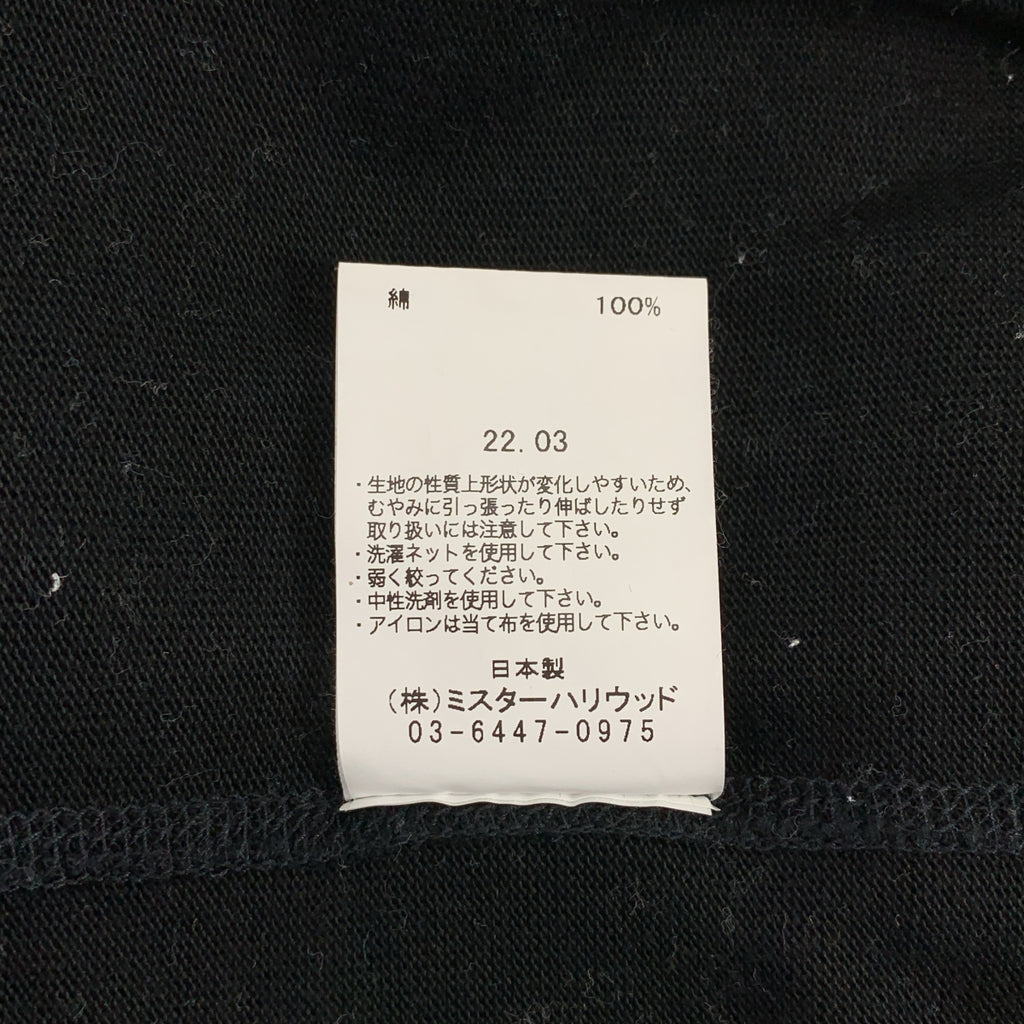 綿 100%
22.03
・生地の性質上形状が変化しやすいため、
むやみに引っ張ったり伸ばしたりせず
取り扱いには注意して下さい。
・洗濯ネットを使用して下さい。
・弱く絞ってください。
・中性洗剤を使用して下さい。
・アイロンは当て布を使用して下さい。
日本製
(株)ミスターハリウッド
03-6447-0975